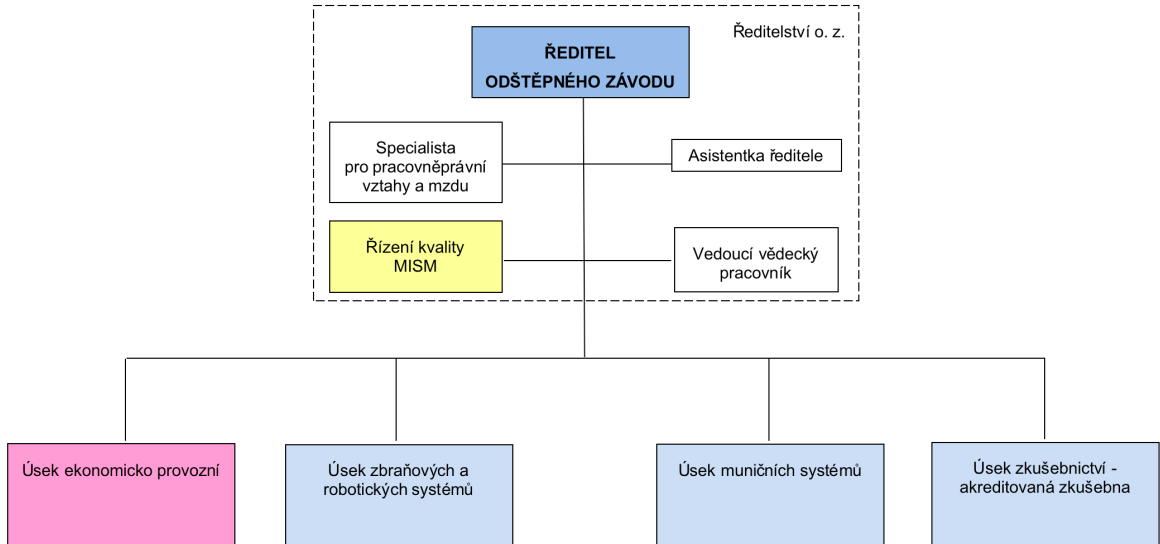 Ředitelství o. z.
ŘEDITEL
ODŠTĚPNÉHO ZÁVODU
Specialista
pro pracovněprávní
vztahy a mzdu
Asistentka ředitele
Řízení kvality
MISM
Vedoucí vědecký
pracovník
Úsek ekonomicko provozní
Úsek zbraňových a
robotických systémů
Úsek muničních systémů
Úsek zkušebnictví -
akreditovaná zkušebna